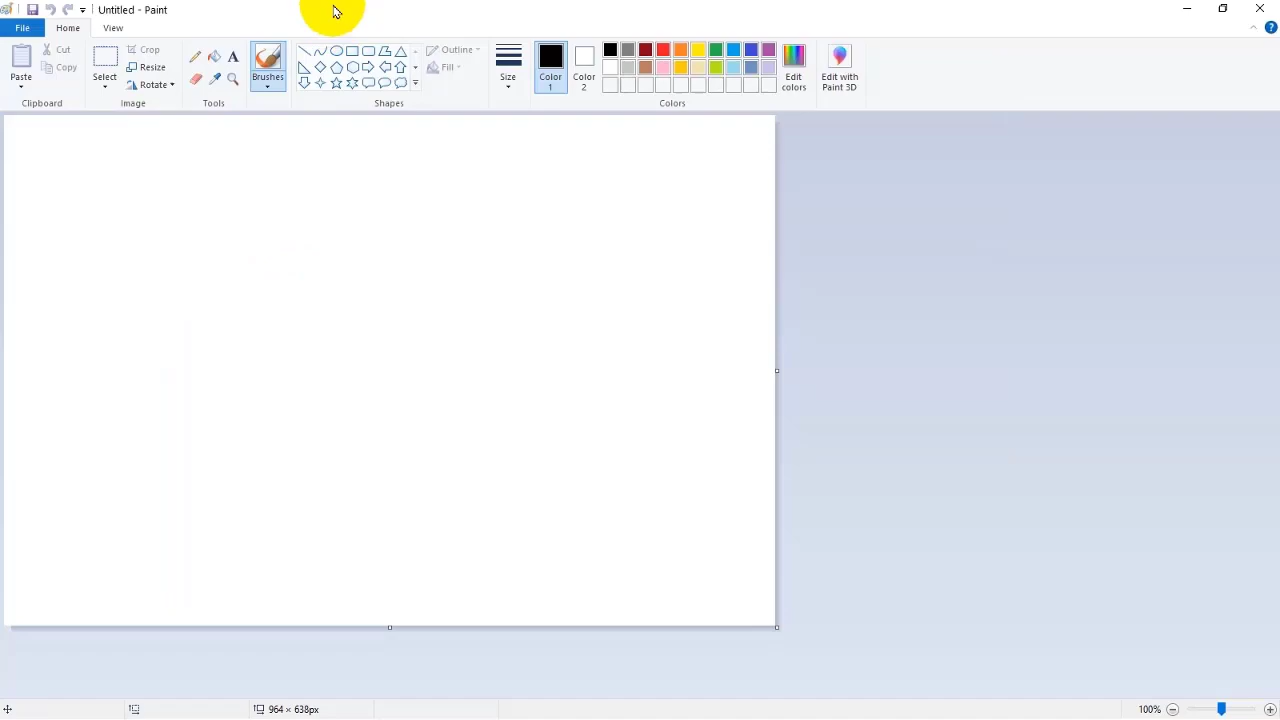 Untitled - Paint
File Home View
Paste
Cut
Copy
Clipboard
Select
Crop
Resize
Rotate
Image
A
Tools
Brushes
Outline
Fill
Shapes
Size
Color 1
Color 2
Edit colors
Colors
Edit with Paint 3D
964 × 638px
100%